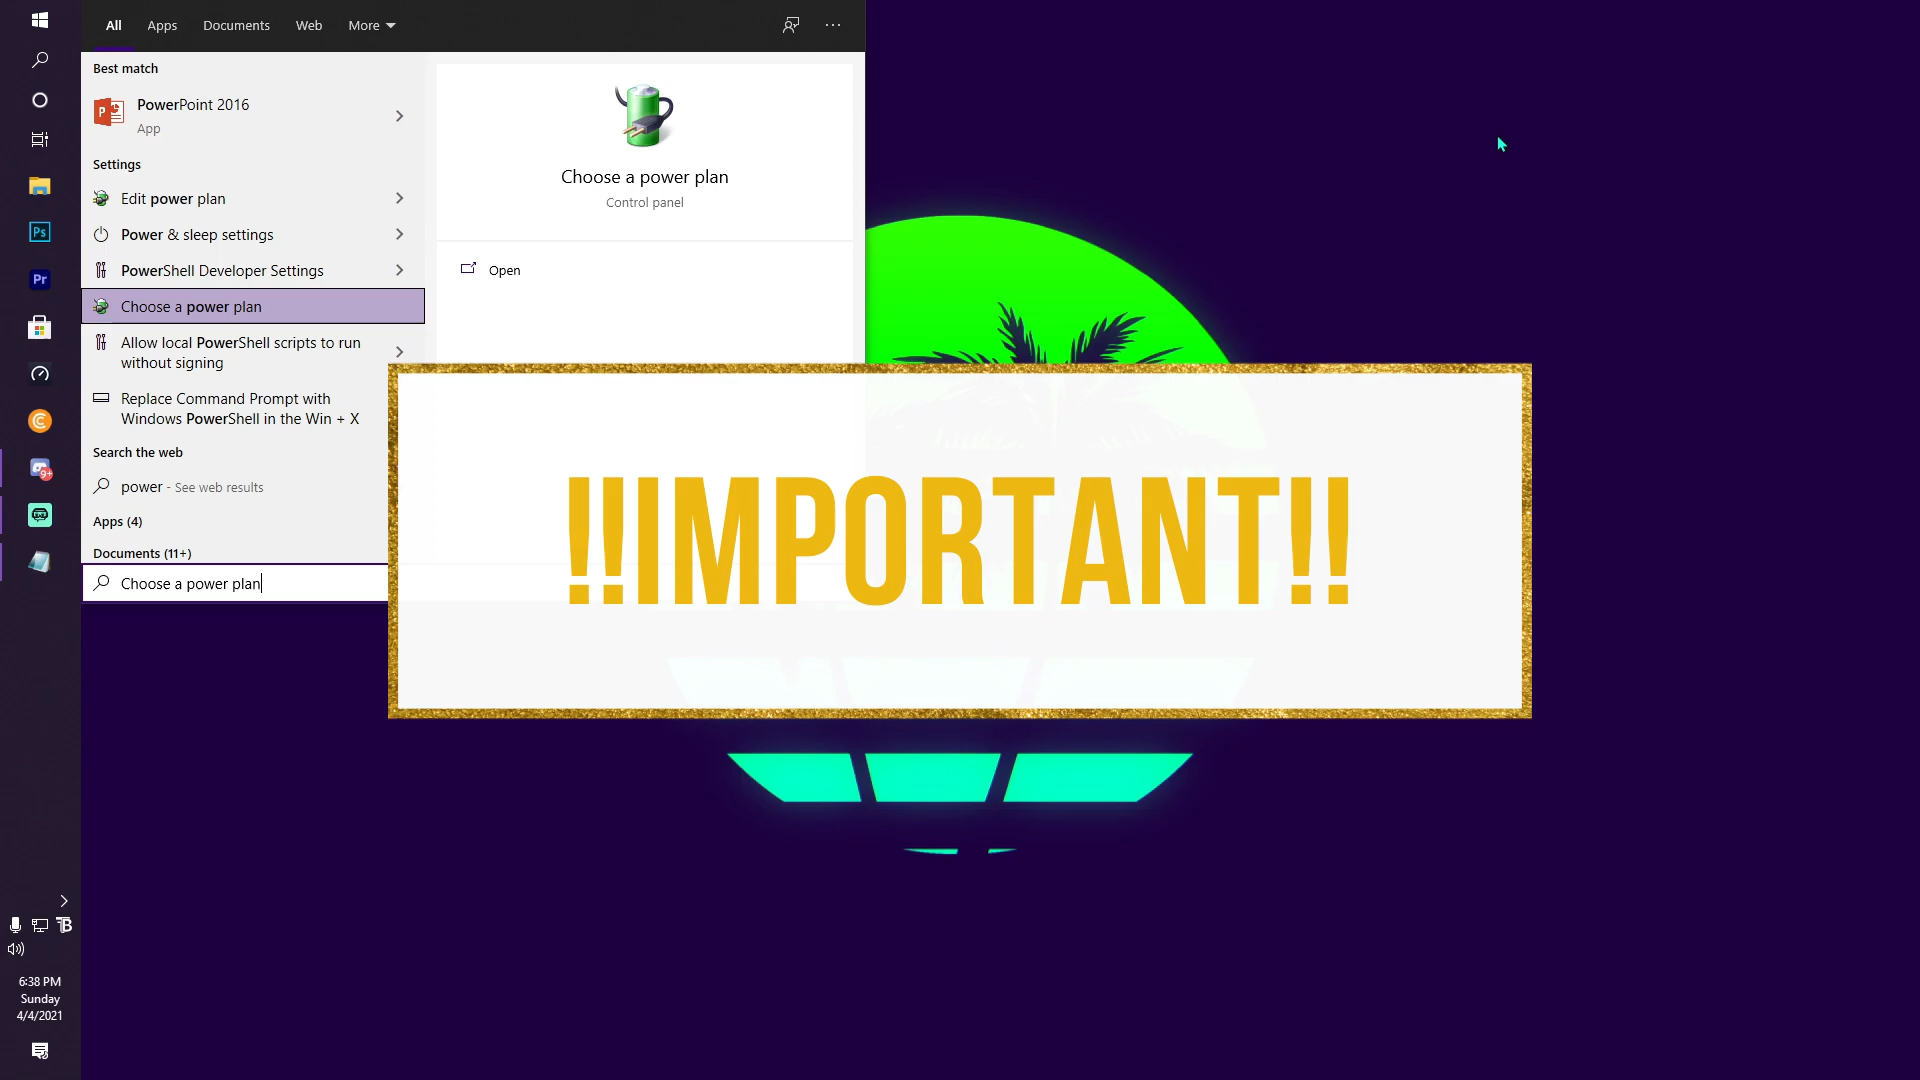 All Apps Documents Web More
Best match
PowerPoint 2016
App
Settings
Edit power plan
Power & sleep settings
PowerShell Developer Settings
Choose a power plan
Allow local PowerShell scripts to run
without signing
Replace Command Prompt with
Windows PowerShell in the Win + X
Search the web
power - See web results
Apps (4)
Documents (11+)
Choose a power plan
Choose a power plan
Control panel
Open
!!IMPORTANT!!
Ps
Pr
9+
6:38 PM
Sunday
4/4/2021